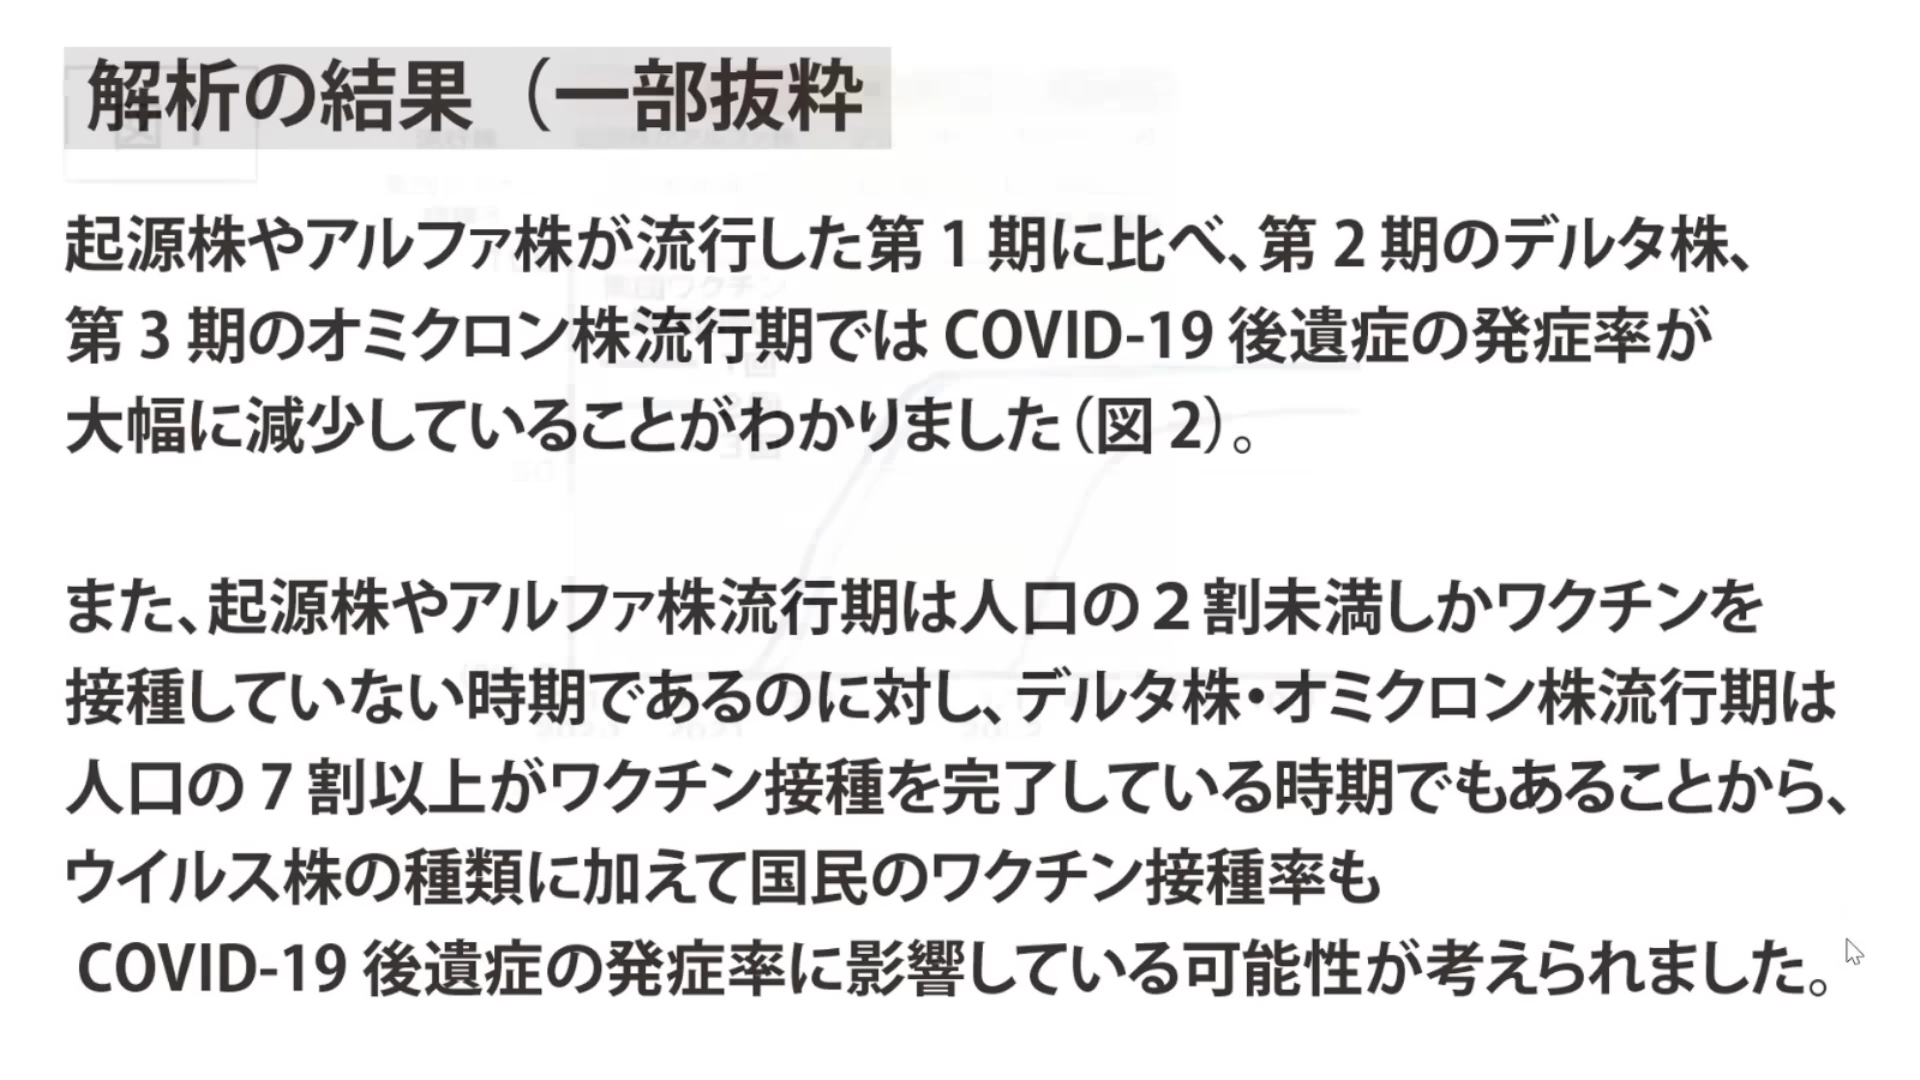 解析の結果（一部抜粋
起源株やアルファ株が流行した第1期に比べ、第2期のデルタ株、
第3期のオミクロン株流行期ではCOVID-19後遺症の発症率が
大幅に減少していることがわかりました（図2）。
また、起源株やアルファ株流行期は人口の2割未満しかワクチンを
接種していない時期であるのに対し、デルタ株・オミクロン株流行期は
人口の7割以上がワクチン接種を完了している時期でもあることから、
ウイルス株の種類に加えて国民のワクチン接種率も
COVID-19後遺症の発症率に影響している可能性が考えられました。